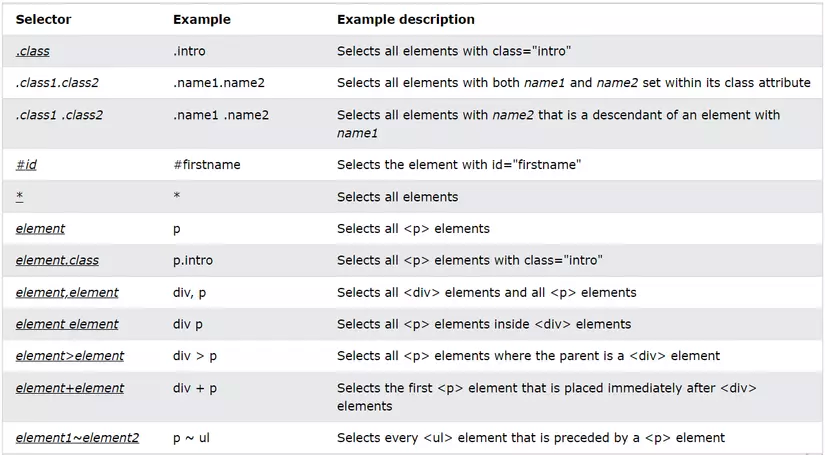 Selector Example Example description
.class .intro Selects all elements with class="intro"
.class1.class2 .name1.name2 Selects all elements with both name1 and name2 set within its class attribute
.class1 .class2 .name1 .name2 Selects all elements with name2 that is a descendant of an element with
name1
#id #firstname Selects the element with id="firstname"
* * Selects all elements
element p Selects all <p> elements
element.class p.intro Selects all <p> elements with class="intro"
element,element div, p Selects all <div> elements and all <p> elements
element element div p Selects all <p> elements inside <div> elements
element>element div > p Selects all <p> elements where the parent is a <div> element
element+element div + p Selects the first <p> element that is placed immediately after <div>
elements
element1~element2 p ~ ul Selects every <ul> element that is preceded by a <p> element